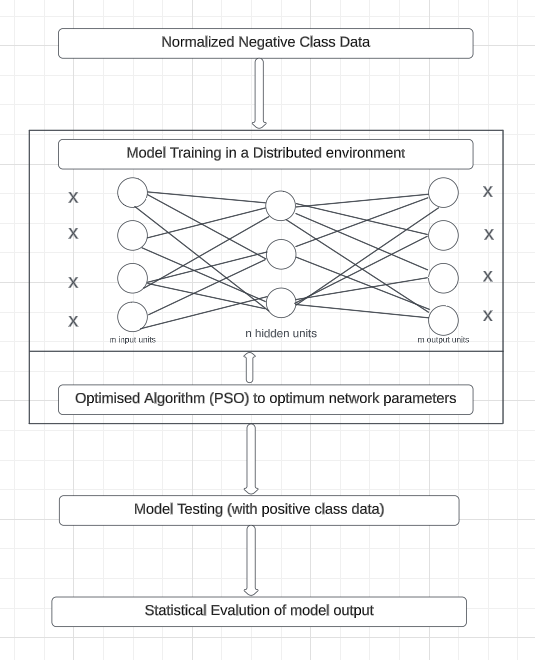 Normalized Negative Class Data
Model Training in a Distributed environment
X X
X X
X X
X X
m input units n hidden units m output units
Optimised Algorithm (PSO) to optimum network parameters
Model Testing (with positive class data)
Statistical Evalution of model output